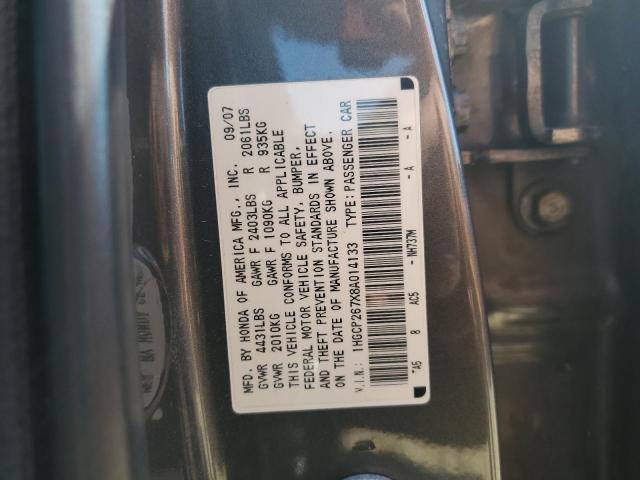 MFD. BY HONDA OF AMERICA MFG., INC. 09/07
GVWR 4431LBS GAWR F 2403LBS R 2061LBS
GVWR 2010KG GAWR F 1090KG R 935KG
THIS VEHICLE CONFORMS TO ALL APPLICABLE
FEDERAL MOTOR VEHICLE SAFETY, BUMPER,
AND THEFT PREVENTION STANDARDS IN EFFECT
ON THE DATE OF MANUFACTURE SHOWN ABOVE.
V.I.N.: 1HGCP267X8A014133 TYPE: PASSENGER CAR
*A5 8 AC5 - NH737M - A - A